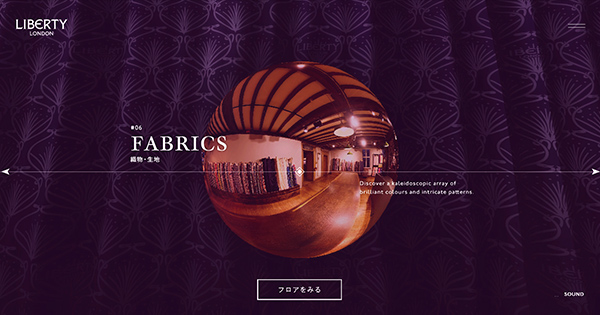 LIBERTY
LONDON
#06
FABRICS
織物・生地
Discover a kaleidoscopic array of
brilliant colours and intricate patterns.
フロアをみる
SOUND